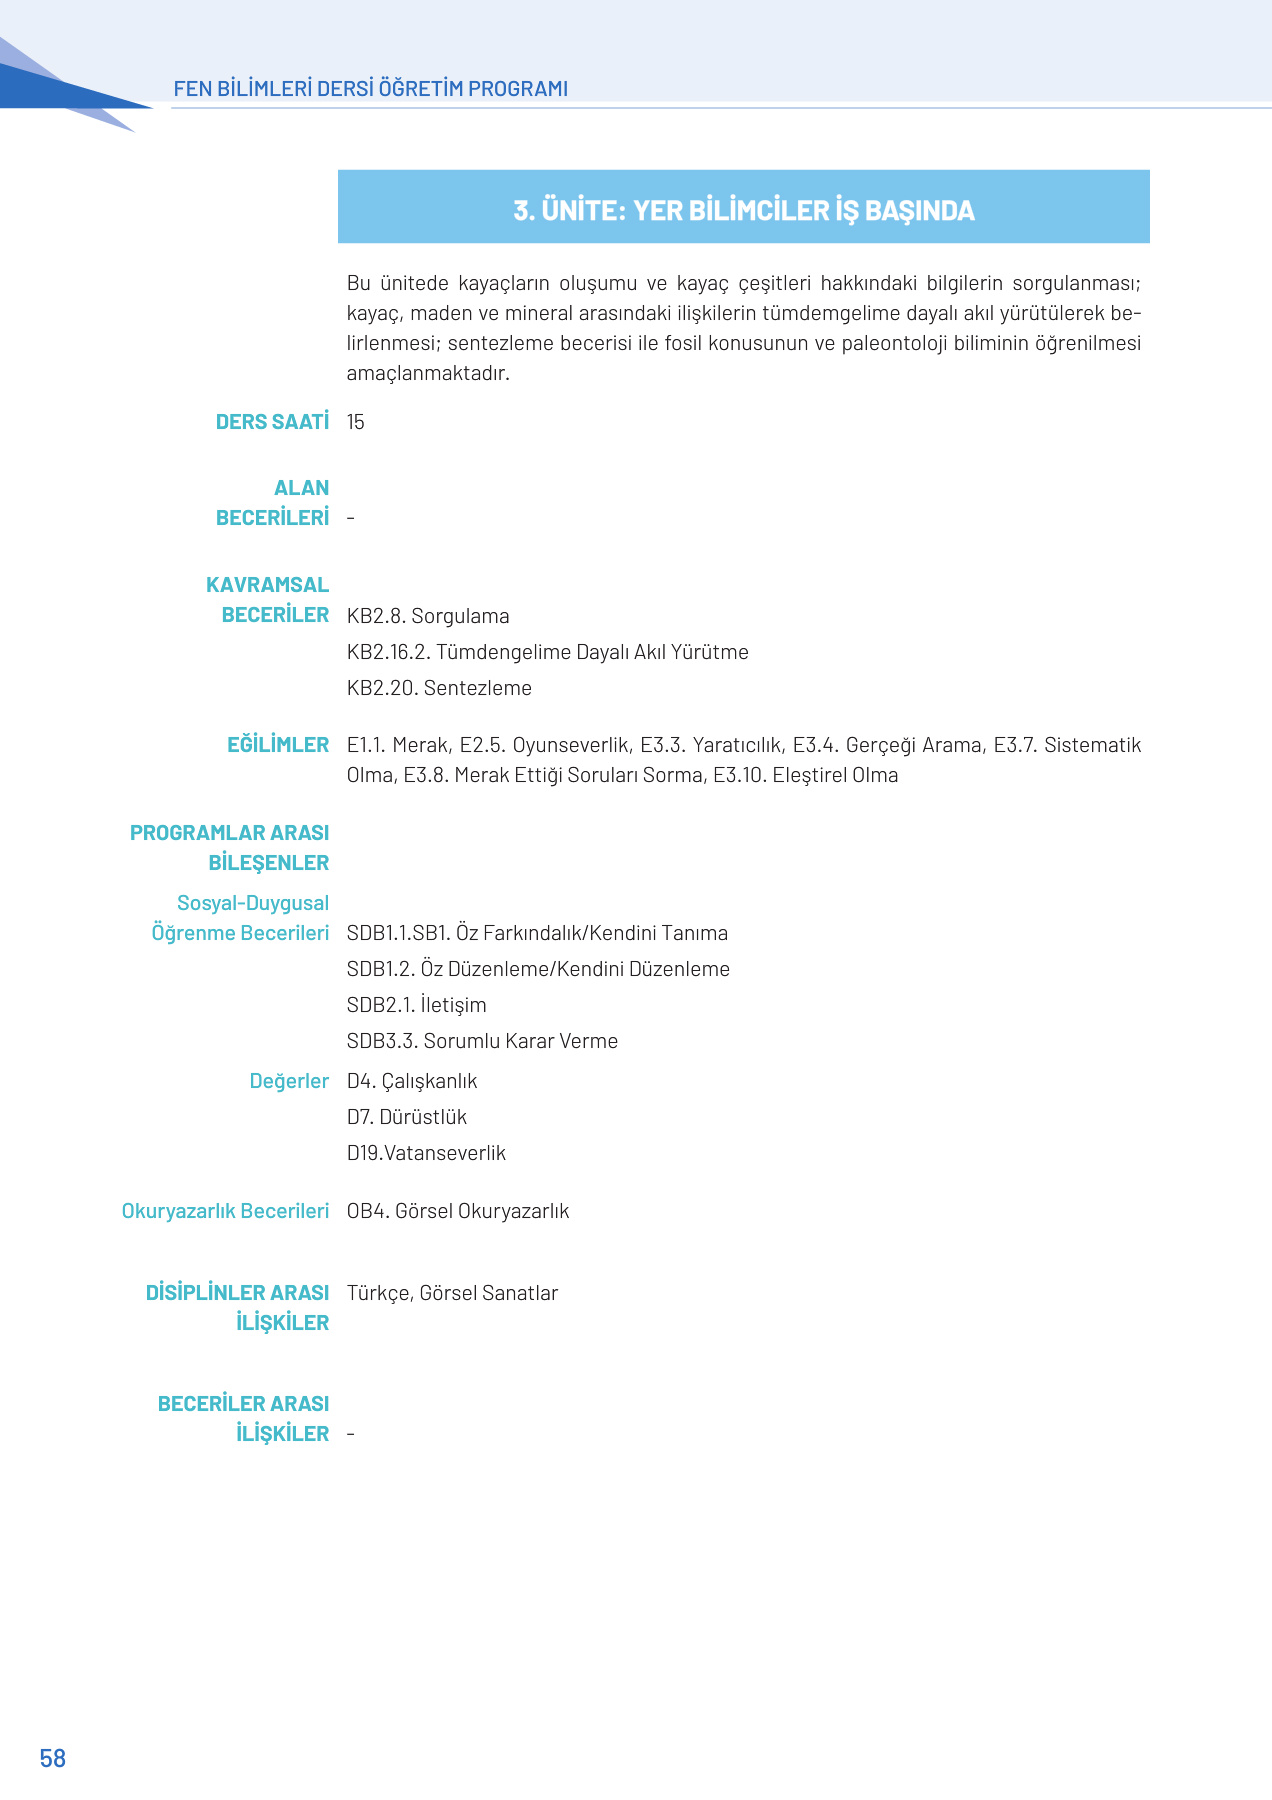 FEN BİLİMLERİ DERSİ ÖĞRETİM PROGRAMI
3. ÜNİTE: YER BİLİMCİLER İŞ BAŞINDA
Bu ünitede kayaçların oluşumu ve kayaç çeşitleri hakkındaki bilgilerin sorgulanması;
kayaç, maden ve mineral arasındaki ilişkilerin tümdemgelime dayalı akıl yürütülerek be-
lirlenmesi; sentezleme becerisi ile fosil konusunun ve paleontoloji biliminin öğrenilmesi
amaçlanmaktadır.
DERS SAATİ 15
ALAN
BECERİLERİ -
KAVRAMSAL
BECERİLER KB2.8. Sorgulama
KB2.16.2. Tümdengelime Dayalı Akıl Yürütme
KB2.20. Sentezleme
EĞİLİMLER E1.1. Merak, E2.5. Oyunseverlik, E3.3. Yaratıcılık, E3.4. Gerçeği Arama, E3.7. Sistematik
Olma, E3.8. Merak Ettiği Soruları Sorma, E3.10. Eleştirel Olma
PROGRAMLAR ARASI
BİLEŞENLER
Sosyal-Duygusal
Öğrenme Becerileri SDB1.1.SB1. Öz Farkındalık/Kendini Tanıma
SDB1.2. Öz Düzenleme/Kendini Düzenleme
SDB2.1. İletişim
SDB3.3. Sorumlu Karar Verme
Değerler D4. Çalışkanlık
D7. Dürüstlük
D19.Vatanseverlik
Okuryazarlık Becerileri OB4. Görsel Okuryazarlık
DİSİPLİNLER ARASI Türkçe, Görsel Sanatlar
İLİŞKİLER
BECERİLER ARASI
İLİŞKİLER -
58